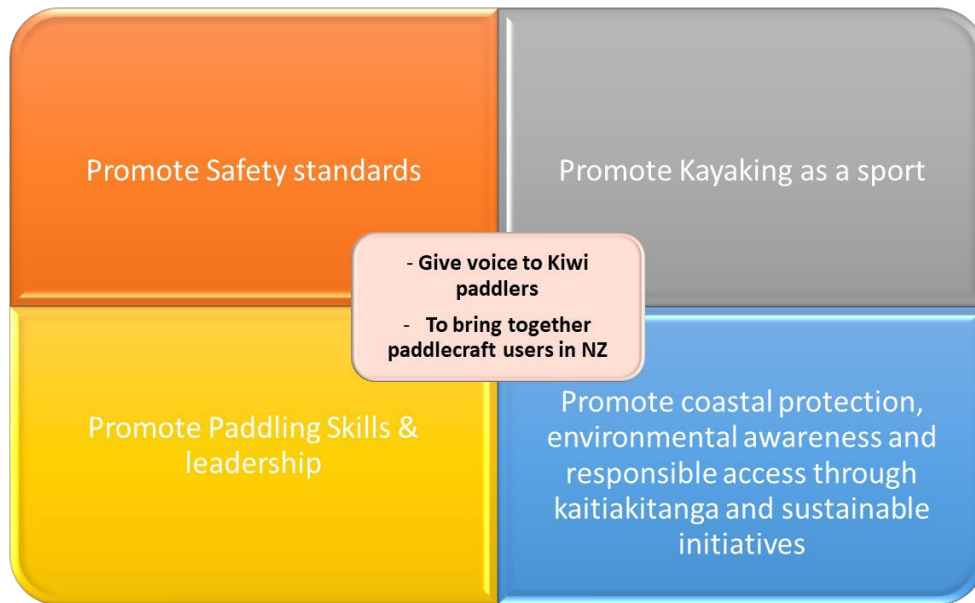 Promote Safety standards
Promote Kayaking as a sport
- Give voice to Kiwi
paddlers
- To bring together
paddlecraft users in NZ
Promote Paddling Skills &
leadership
Promote coastal protection,
environmental awareness and
responsible access through
kaitiakitanga and sustainable
initiatives